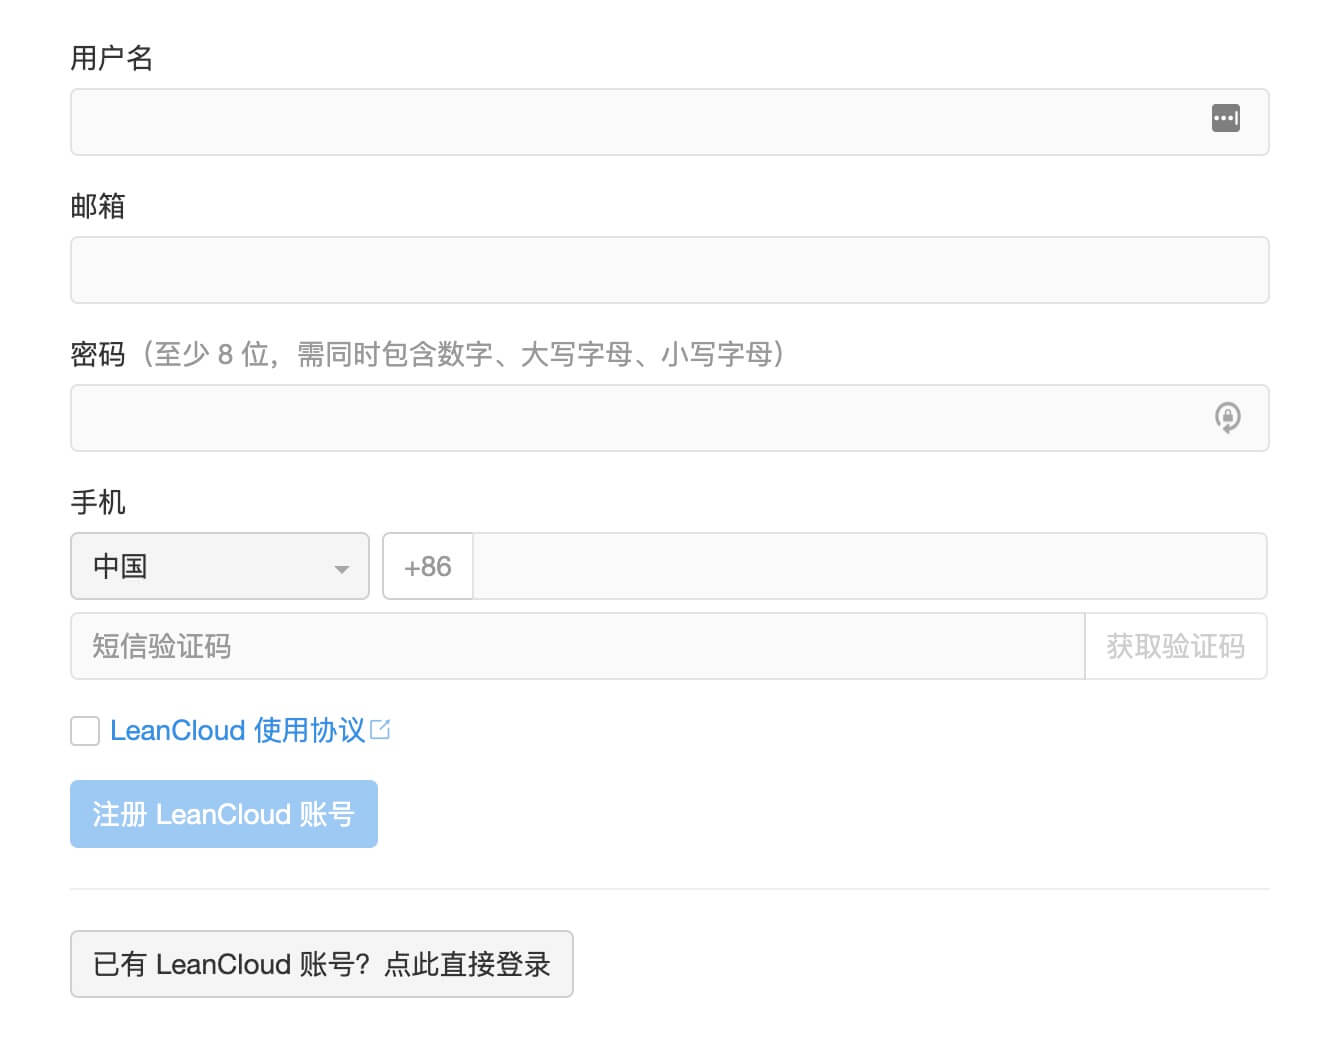 用户名
邮箱
密码（至少 8 位，需同时包含数字、大写字母、小写字母）
手机
中国 +86
短信验证码 获取验证码
LeanCloud 使用协议
注册 LeanCloud 账号
已有 LeanCloud 账号？点此直接登录